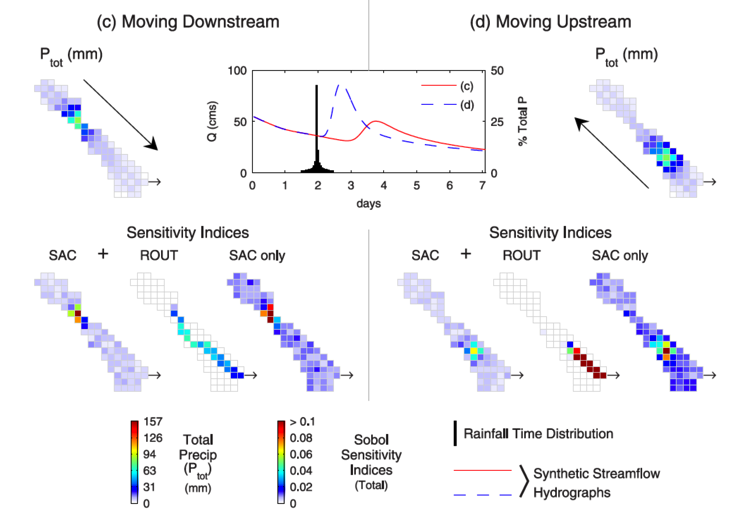 (c) Moving Downstream
(d) Moving Upstream
P tot (mm)
P tot (mm)
100
50
0
Q (cms)
50
25
0
% Total P
(c)
(d)
0 1 2 3 4 5 6 7
days
Sensitivity Indices
SAC + ROUT SAC only
Sensitivity Indices
SAC + ROUT SAC only
157
126
94
63
31
0
Total
Precip
(P tot)
(mm)
> 0.1
0.08
0.06
0.04
0.02
0
Sobol
Sensitivity
Indices
(Total)
Rainfall Time Distribution
Synthetic Streamflow
Hydrographs